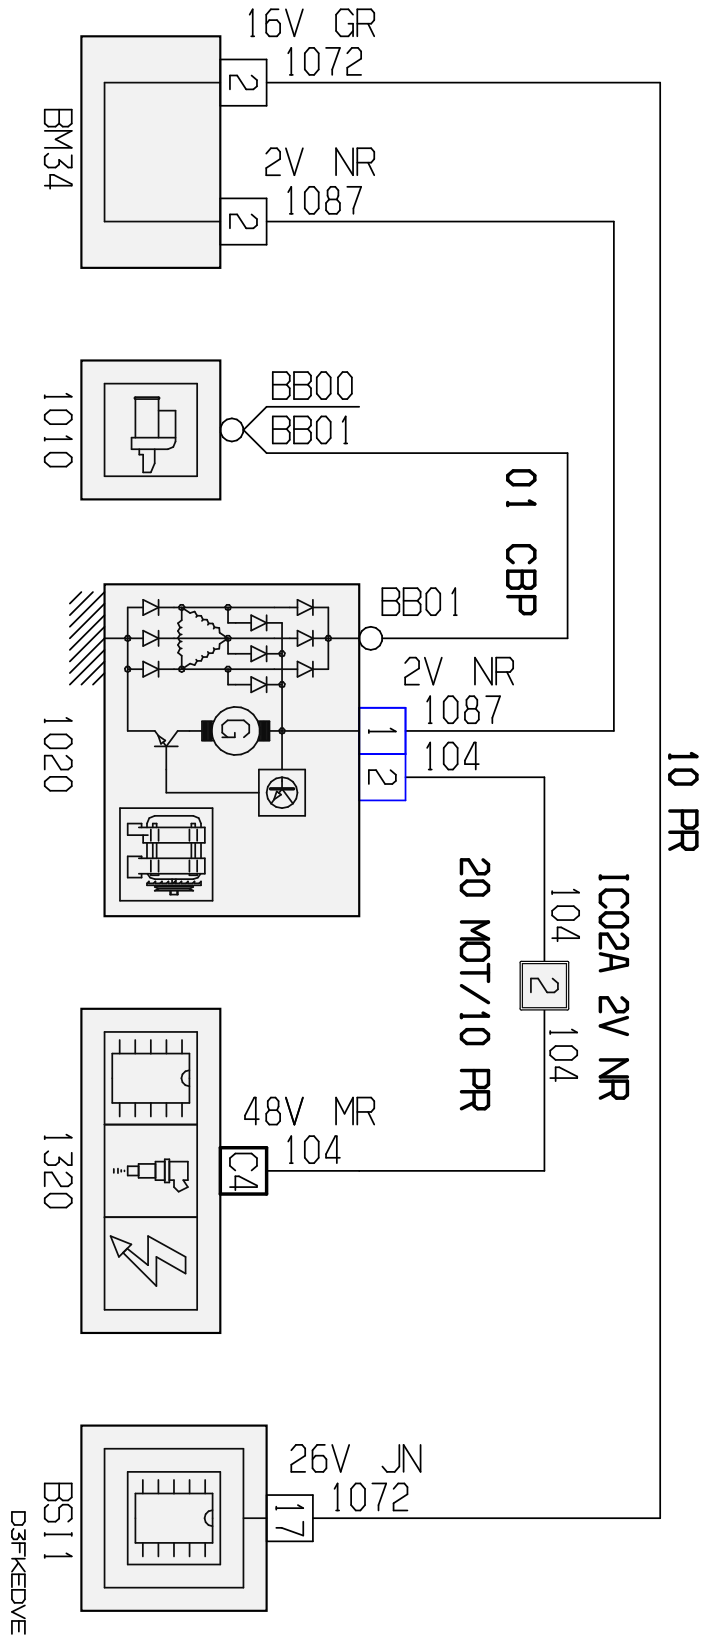 16V GR
1072
2
BM34
2V NR
1087
2
BB00
BB01
1010
01 CBP
BB01
2V NR
1087
1
104
2
G
1020
10 PR
20 MOT/10 PR
IC02A 2V NR
104
2
104
48V MR
104
C4
1320
26V JN
1072
17
BSI1
D3FKEDVE